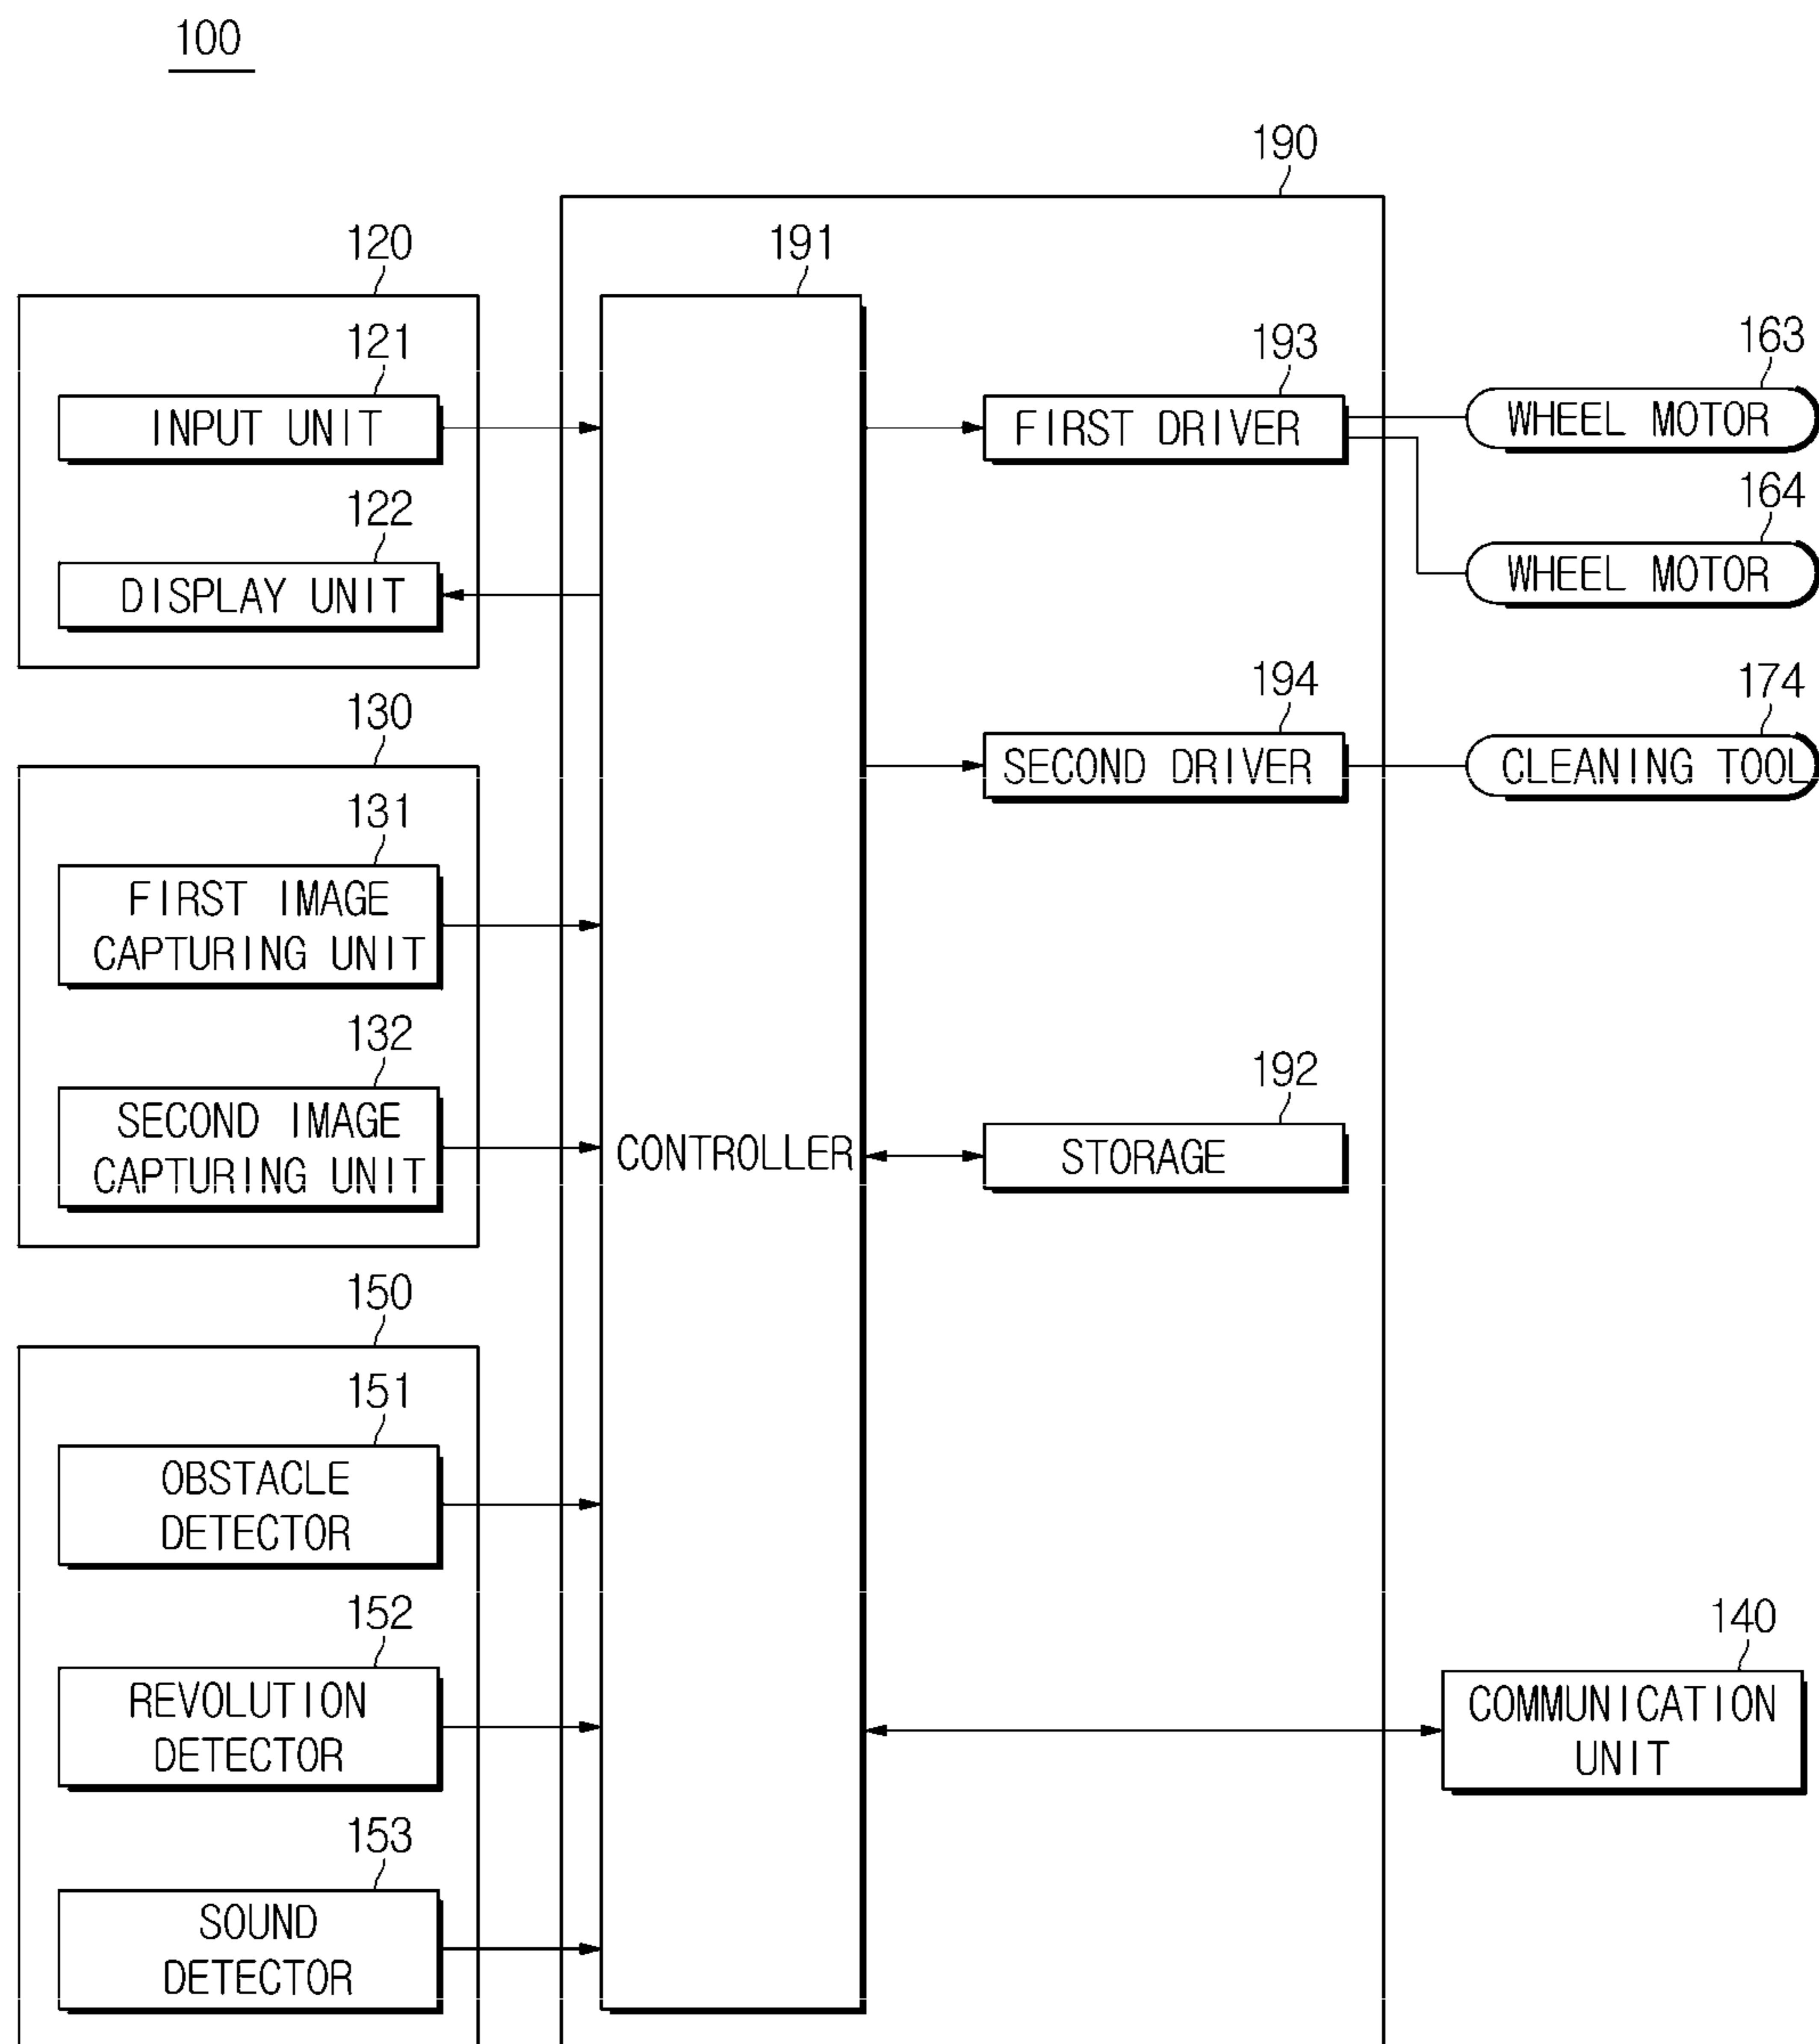 100
190
120
191
121
193
163
INPUT UNIT
FIRST DRIVER
WHEEL MOTOR
122
164
DISPLAY UNIT
WHEEL MOTOR
130
194
174
SECOND DRIVER
CLEANING TOOL
131
FIRST IMAGE
CAPTURING UNIT
132
192
SECOND IMAGE
CAPTURING UNIT
CONTROLLER
STORAGE
150
151
OBSTACLE
DETECTOR
152
140
REVOLUTION
DETECTOR
COMMUNICATION
UNIT
153
SOUND
DETECTOR